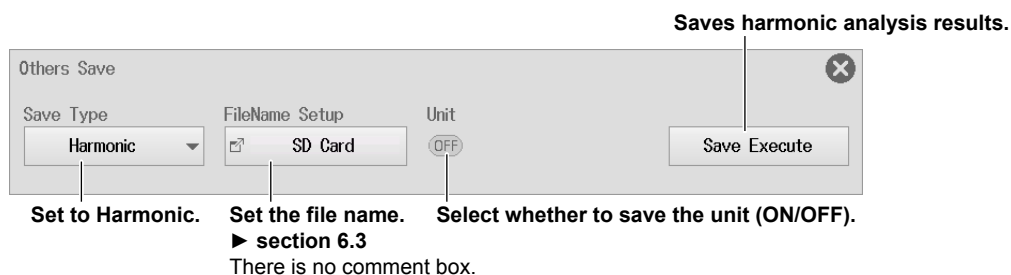 Saves harmonic analysis results.
Others Save
Save Type
FileName Setup
Unit
Harmonic
SD Card
OFF
Save Execute
Set to Harmonic.
Set the file name.
► section 6.3
There is no comment box.
Select whether to save the unit (ON/OFF).